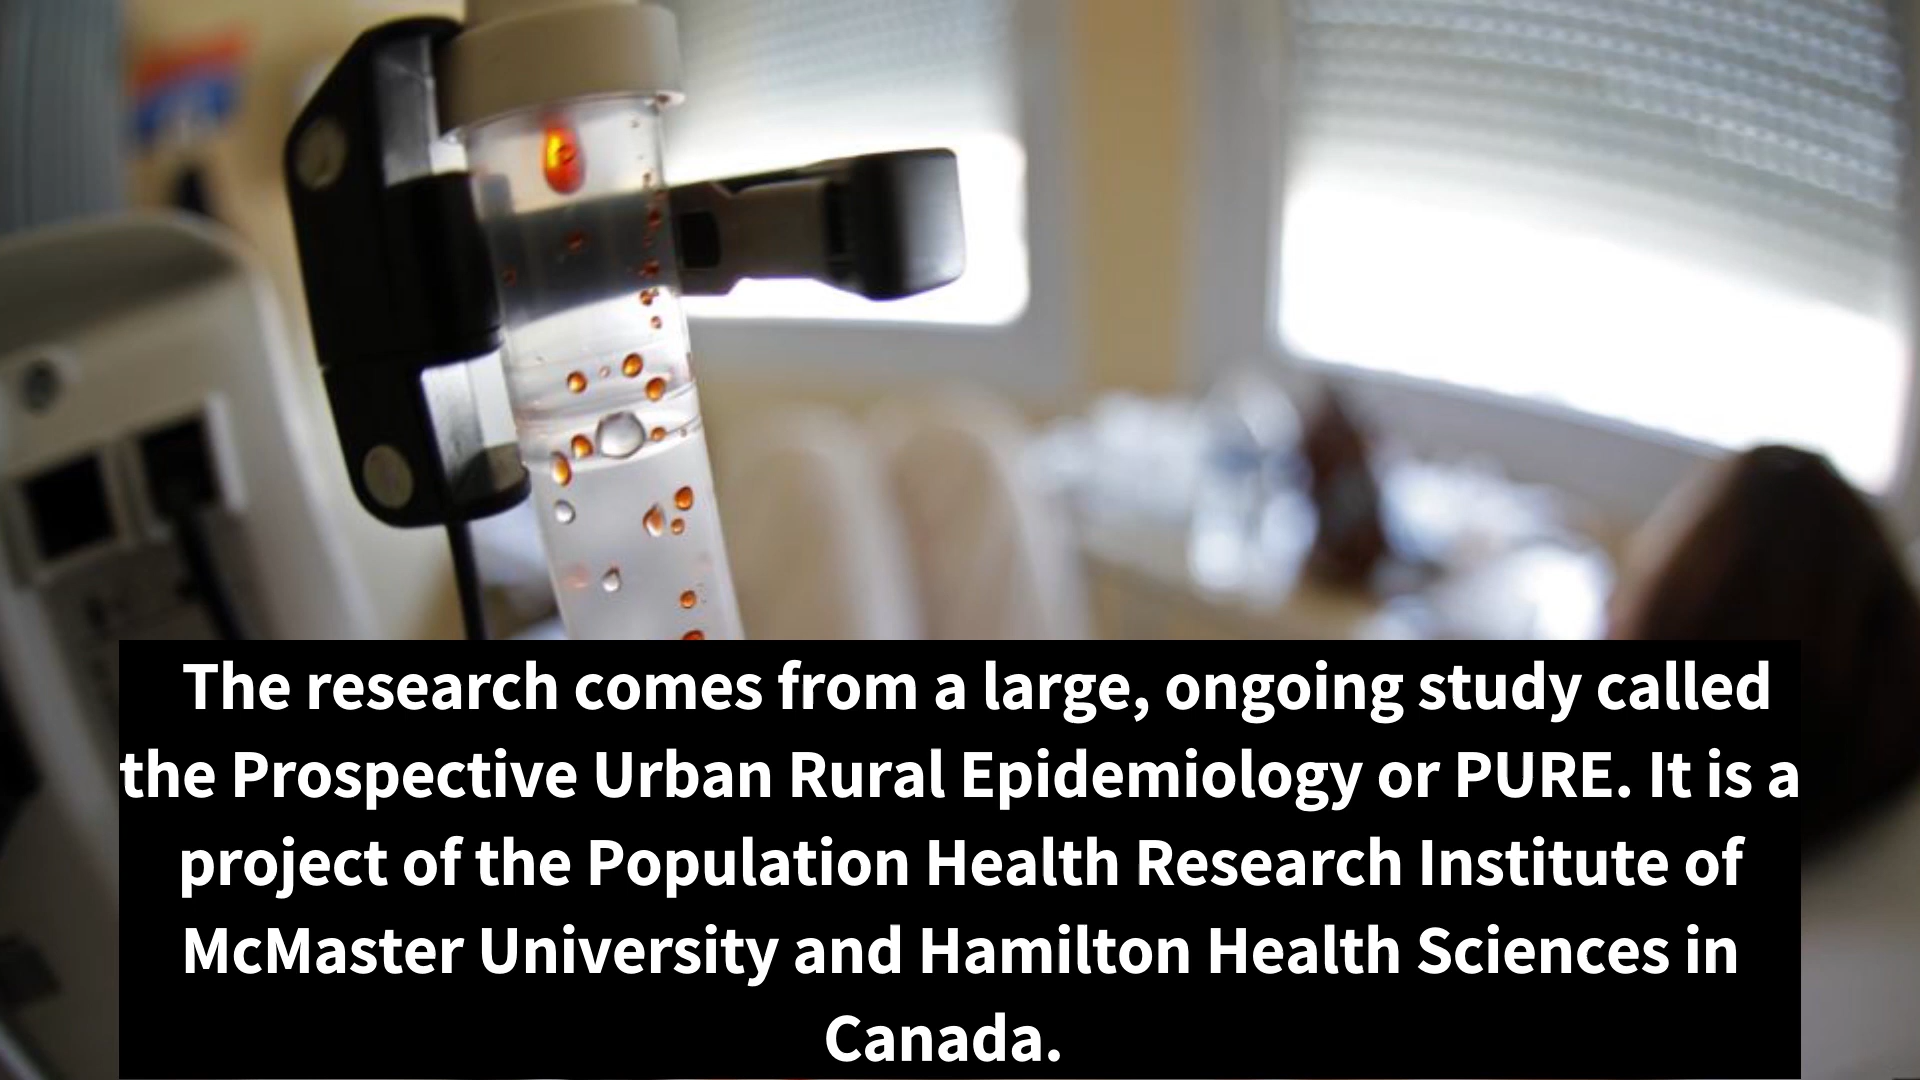 The research comes from a large, ongoing study called
the Prospective Urban Rural Epidemiology or PURE. It is a
project of the Population Health Research Institute of
McMaster University and Hamilton Health Sciences in
Canada.